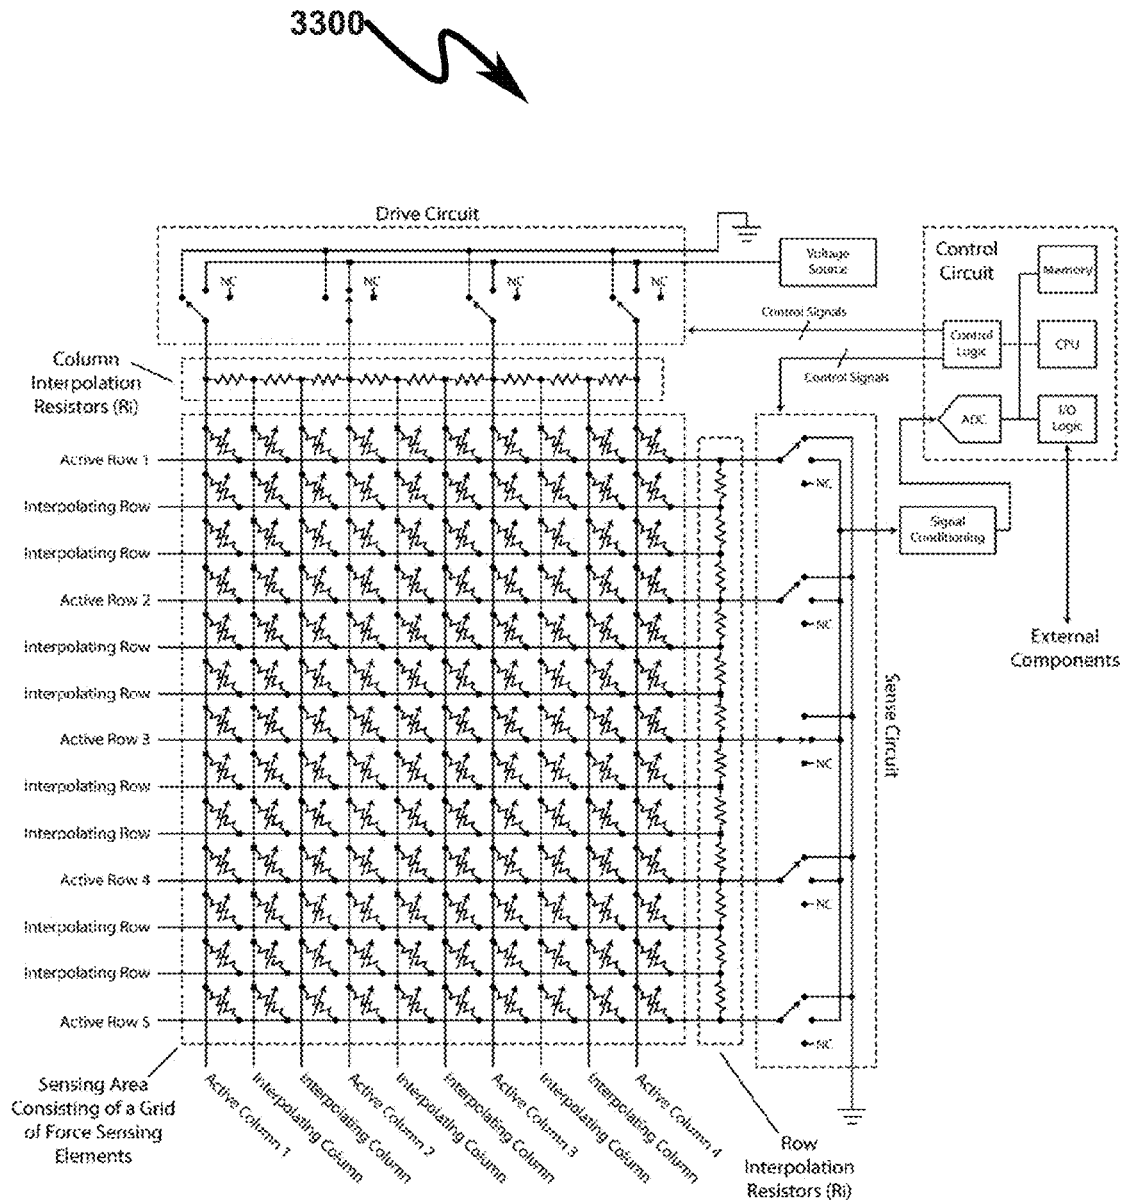 3300
Drive Circuit
Voltage
Source
Control
Circuit
Memory
NC
NC
NC
NC
Control Signals
Control
Logic
CPU
Control Signals
Column
Interpolation
Resistors (Ri)
ADC
I/O
Logic
Active Row 1
NC
Interpolating Row
Signal
Conditioning
Interpolating Row
Active Row 2
NC
Interpolating Row
External
Components
Interpolating Row
Sense Circuit
Active Row 3
NC
Interpolating Row
Interpolating Row
Active Row 4
NC
Interpolating Row
Interpolating Row
Active Row 5
NC
Sensing Area
Consisting of a Grid
of Force Sensing
Elements
Active Column 1
Interpolating Column
Interpolating Column
Active Column 2
Interpolating Column
Interpolating Column
Active Column 3
Interpolating Column
Interpolating Column
Active Column 4
Row
Interpolation
Resistors (Ri)